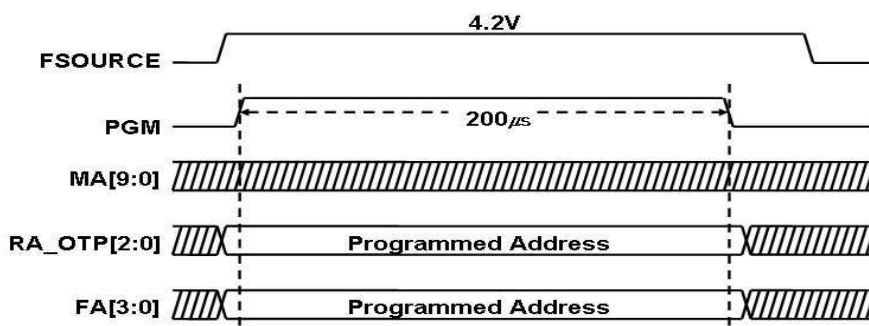 4.2V
FSOURCE
PGM
200μs
MA[9:0]
RA_OTP[2:0]
Programmed Address
FA[3:0]
Programmed Address